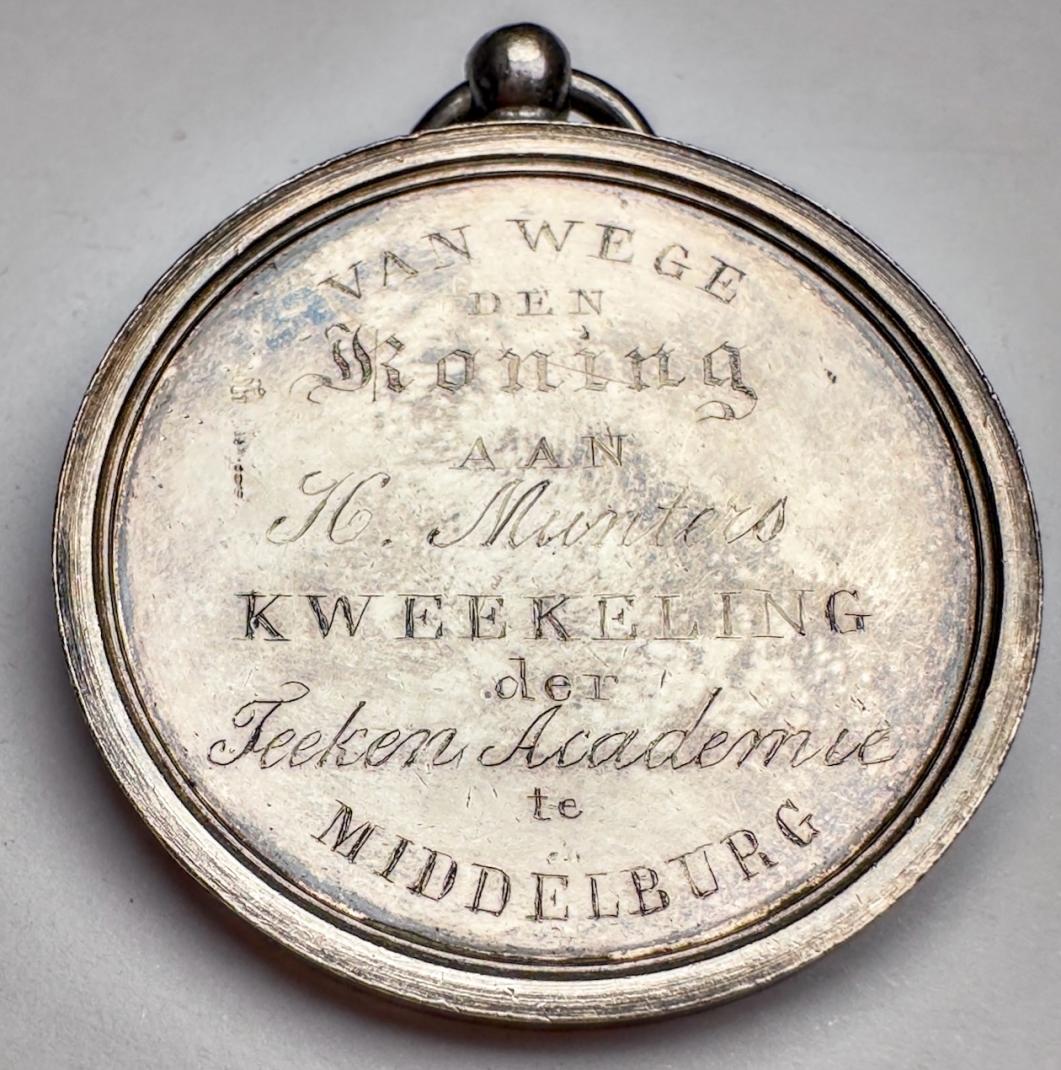 VAN WEGE
DEN
Koning
AAN
H. Munters
KWEEKELING
der
Teeken Academie
te
MIDDELBURG